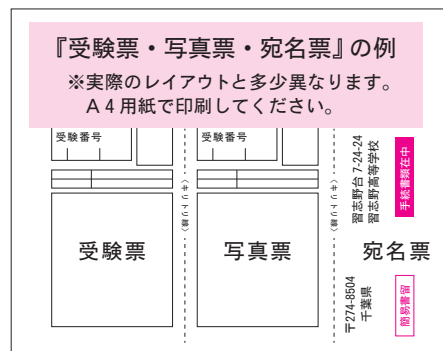 『受験票・写真票・宛名票』の例
※実際のレイアウトと多少異なります。
A4用紙で印刷してください。
受験番号
受験票
〈キリトリ線〉
受験番号
写真票
〈キリトリ線〉
〒274-8504
千葉県
習志野台 7-24-24
習志野高等学校
宛名票
手続書類在中
簡易書留